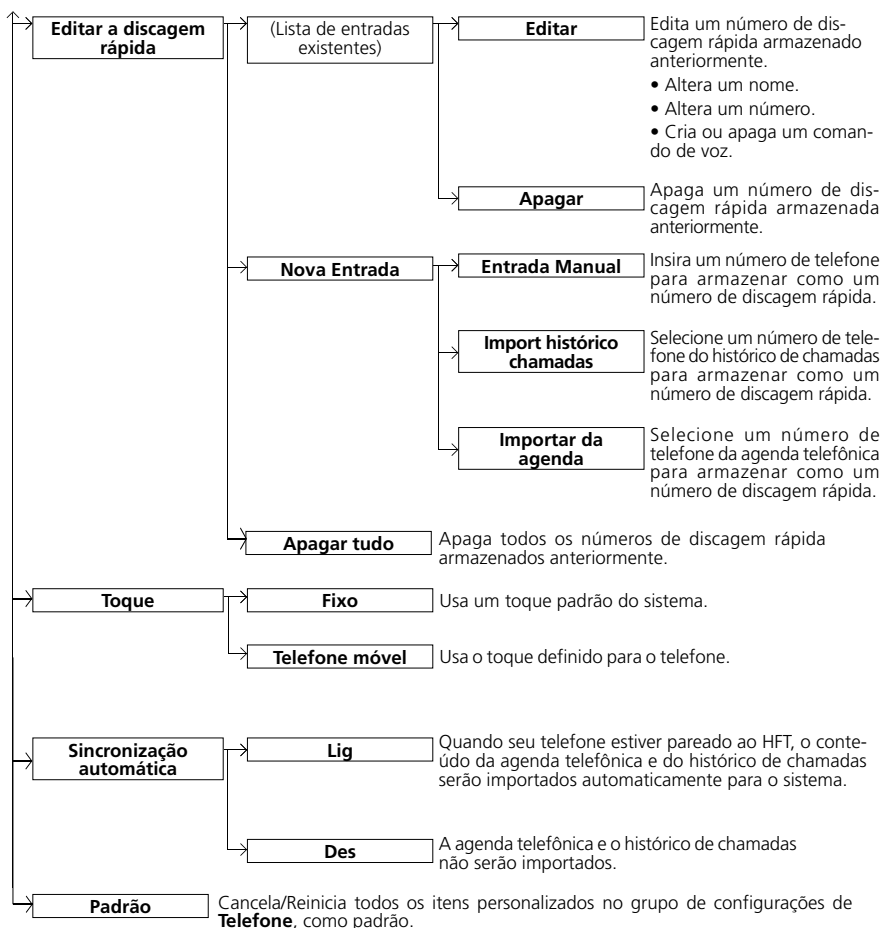 Editar a discagem
rápida
(Lista de entradas
existentes)
Editar
Edita um número de dis-
cagem rápida armazenado
anteriormente.
• Altera um nome.
• Altera um número.
• Cria ou apaga um coman-
do de voz.
Apagar
Apaga um número de dis-
cagem rápida armazenada
anteriormente.
Nova Entrada
Entrada Manual
Insira um número de telefone
para armazenar como um
número de discagem rápida.
Import histórico
chamadas
Selecione um número de tele-
fone do histórico de chamadas
para armazenar como um
número de discagem rápida.
Importar da
agenda
Selecione um número de
telefone da agenda telefônica
para armazenar como um
número de discagem rápida.
Apagar tudo
Apaga todos os números de discagem rápida
armazenados anteriormente.
Toque
Fixo
Usa um toque padrão do sistema.
Telefone móvel
Usa o toque definido para o telefone.
Sincronização
automática
Lig
Quando seu telefone estiver pareado ao HFT, o conte-
údo da agenda telefônica e do histórico de chamadas
serão importados automaticamente para o sistema.
Des
A agenda telefônica e o histórico de chamadas
não serão importados.
Padrão
Cancela/Reinicia todos os itens personalizados no grupo de configurações de
Telefone, como padrão.